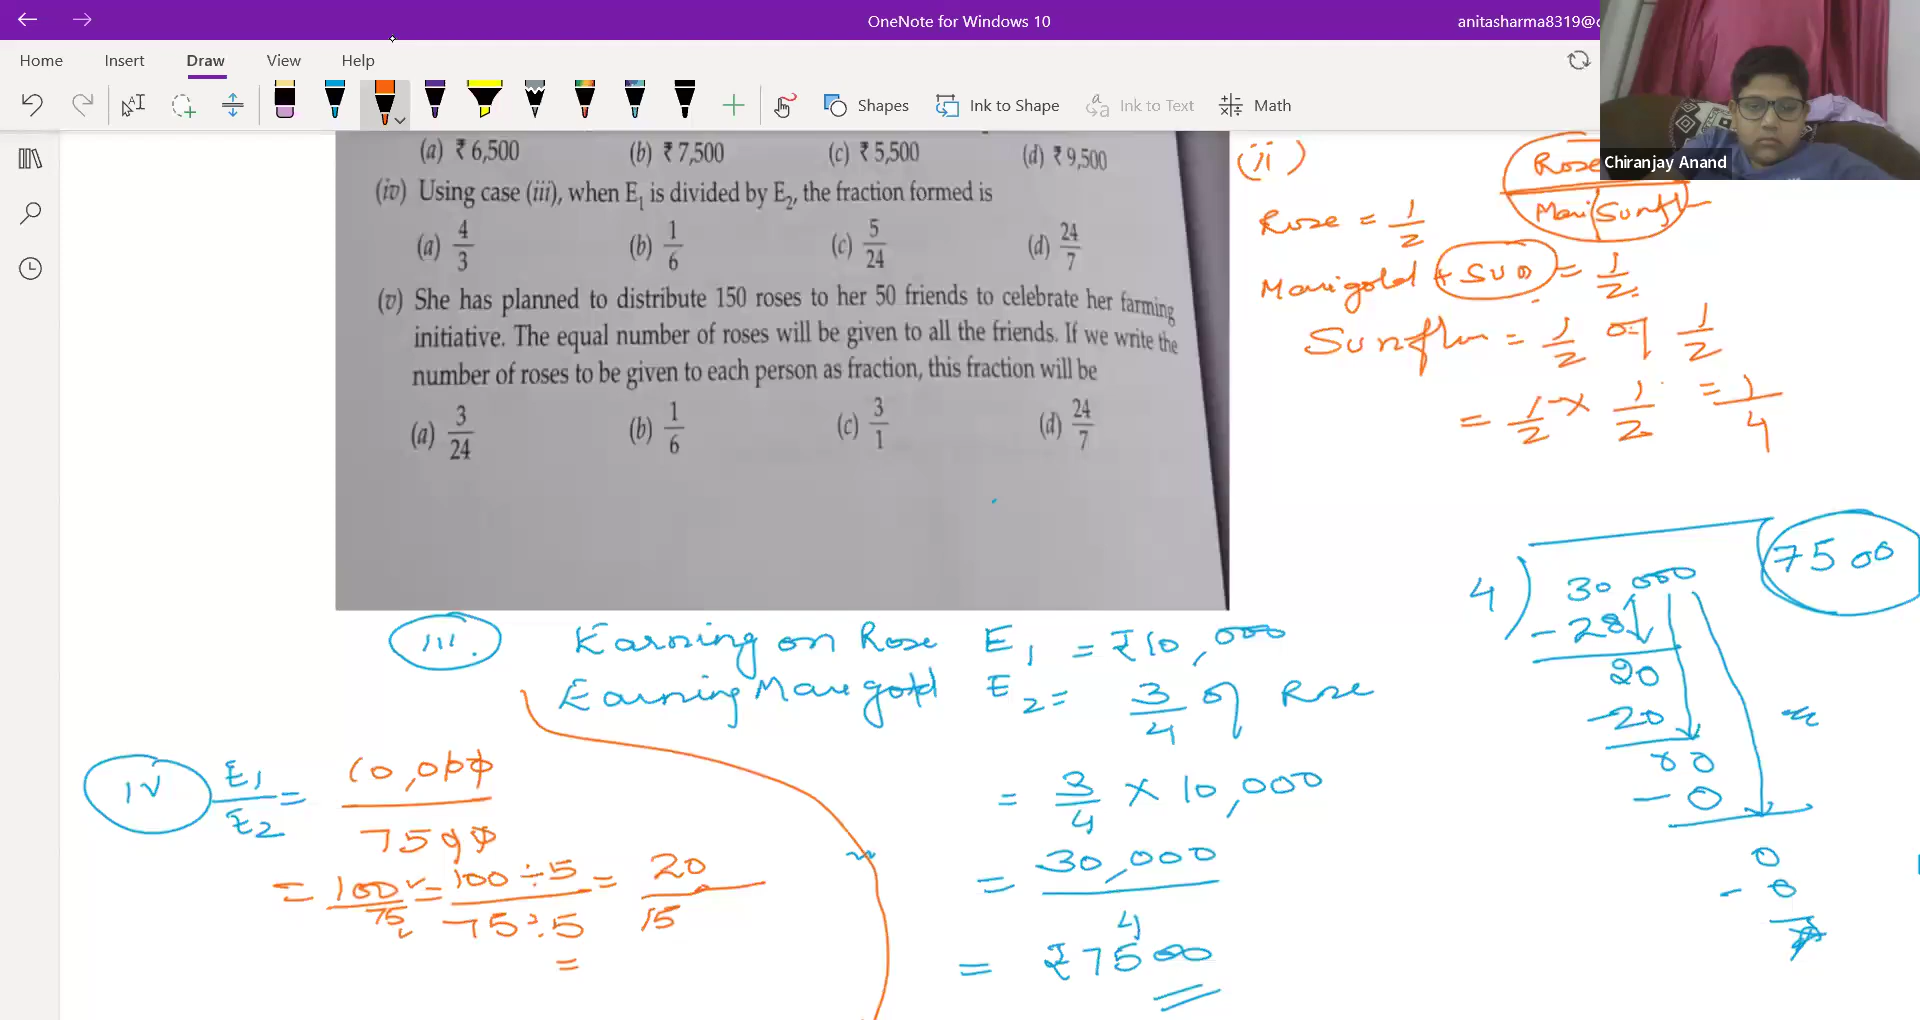 OneNote for Windows 10
anitasharma8319@
Home Insert Draw View Help
Shapes Ink to Shape Ink to Text Math
Chiranjay Anand
(a) ₹ 6,500 (b) ₹ 7,500 (c) ₹ 5,500 (d) ₹ 9,500
(iv) Using case (iii), when E₁ is divided by E₂, the fraction formed is
(a) 4/3 (b) 1/6 (c) 5/24 (d) 24/7
(v) She has planned to distribute 150 roses to her 50 friends to celebrate her farming
initiative. The equal number of roses will be given to all the friends. If we write the
number of roses to be given to each person as fraction, this fraction will be
(a) 3/24 (b) 1/6 (c) 3/1 (d) 24/7
(ii)
Rose
Mari Sunfl
Rose = 1/2
Marigold + sun = 1/2
Sunflw = 1/2 of 1/2
= 1/2 × 1/2 = 1/4
7500
4) 30,000
- 28
20
-20
00
- 0
0
- 0
iii. Earning on Rose E₁ = ₹10,000
Earning Marigold E₂ = 3/4 of Rose
= 3/4 × 10,000
= 30,000/4
= ₹7500
iv E1/E2 = 10,000/7500
= 100/75 = 100÷5/75÷5 = 20/15
=